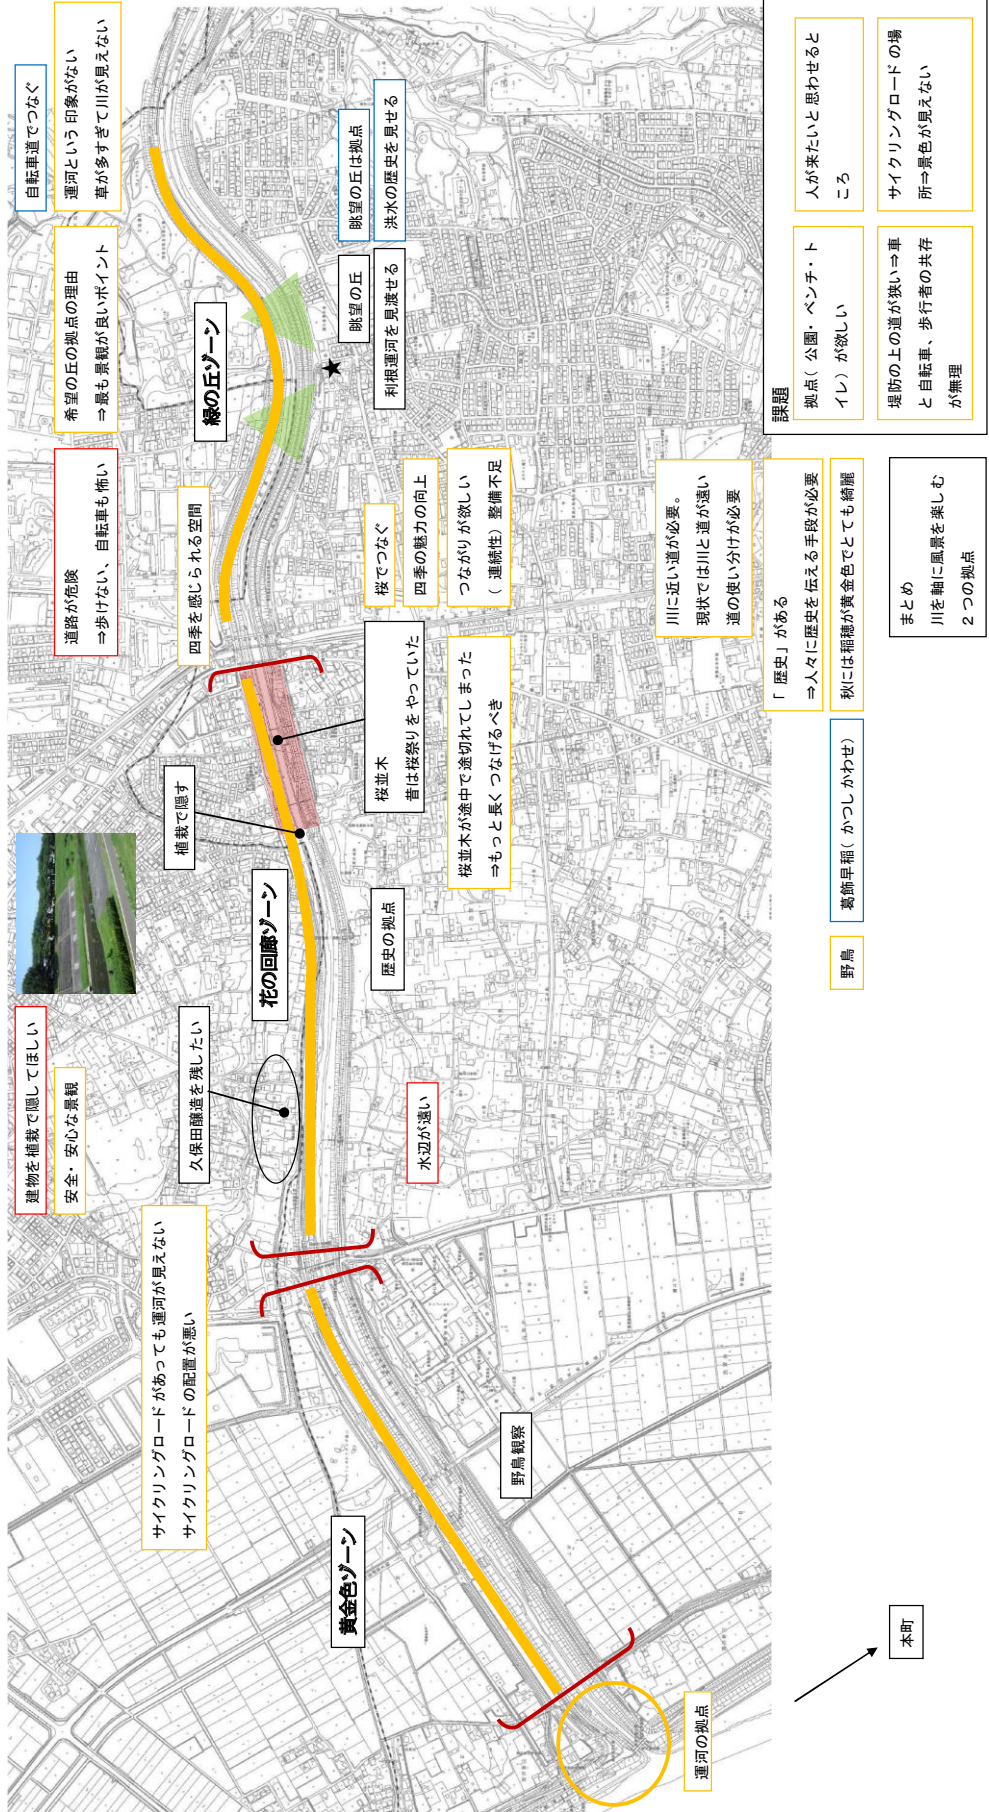 自転車道でつなぐ
運河という印象がない
草が多すぎて川が見えない
希望の丘の拠点の理由
⇒最も景観が良いポイント
道路が危険
⇒歩けない、自転車も怖い
四季を感じられる空間
緑の丘ゾーン
眺望の丘は拠点
洪水の歴史を見せる
眺望の丘
利根運河を見渡せる
★
桜でつなぐ
四季の魅力の向上
つながりが欲しい
（連続性）整備不足
桜並木
昔は桜祭りをやっていた
桜並木が途中で途切れてしまった
⇒もっと長くつなげるべき
植栽で隠す
花の回廊ゾーン
歴史の拠点
建物を植栽で隠してほしい
安全・安心な景観
久保田醸造を残したい
水辺が遠い
サイクリングロードがあっても運河が見えない
サイクリングロードの配置が悪い
黄金色ゾーン
野鳥観察
運河の拠点
本町
川に近い道が必要。
現状では川と道が遠い
道の使い分けが必要
「歴史」がある
⇒人々に歴史を伝える手段が必要
秋には稲穂が黄金色でとても綺麗
葛飾早稲（かつしかわせ）
野鳥
まとめ
川を軸に風景を楽しむ
２つの拠点
課題
拠点（公園・ベンチ・ト
イレ）が欲しい
人が来たいと思わせると
ころ
堤防の上の道が狭い⇒車
と自転車、歩行者の共存
が無理
サイクリングロードの場
所⇒景色が見えない